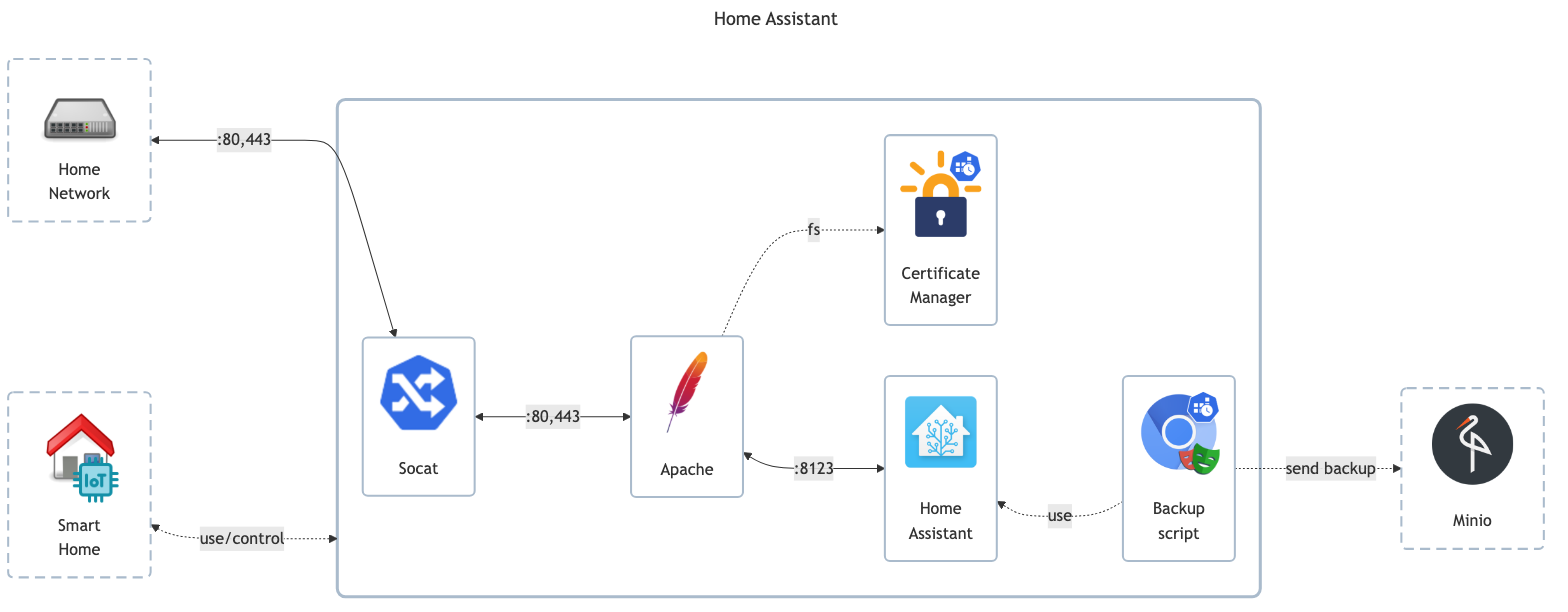 Home Assistant
Home
Network
:80,443
Certificate
Manager
fs
Socat
:80,443
Apache
:8123
Home
Assistant
use
Backup
script
send backup
Minio
IoT
Smart
Home
use/control